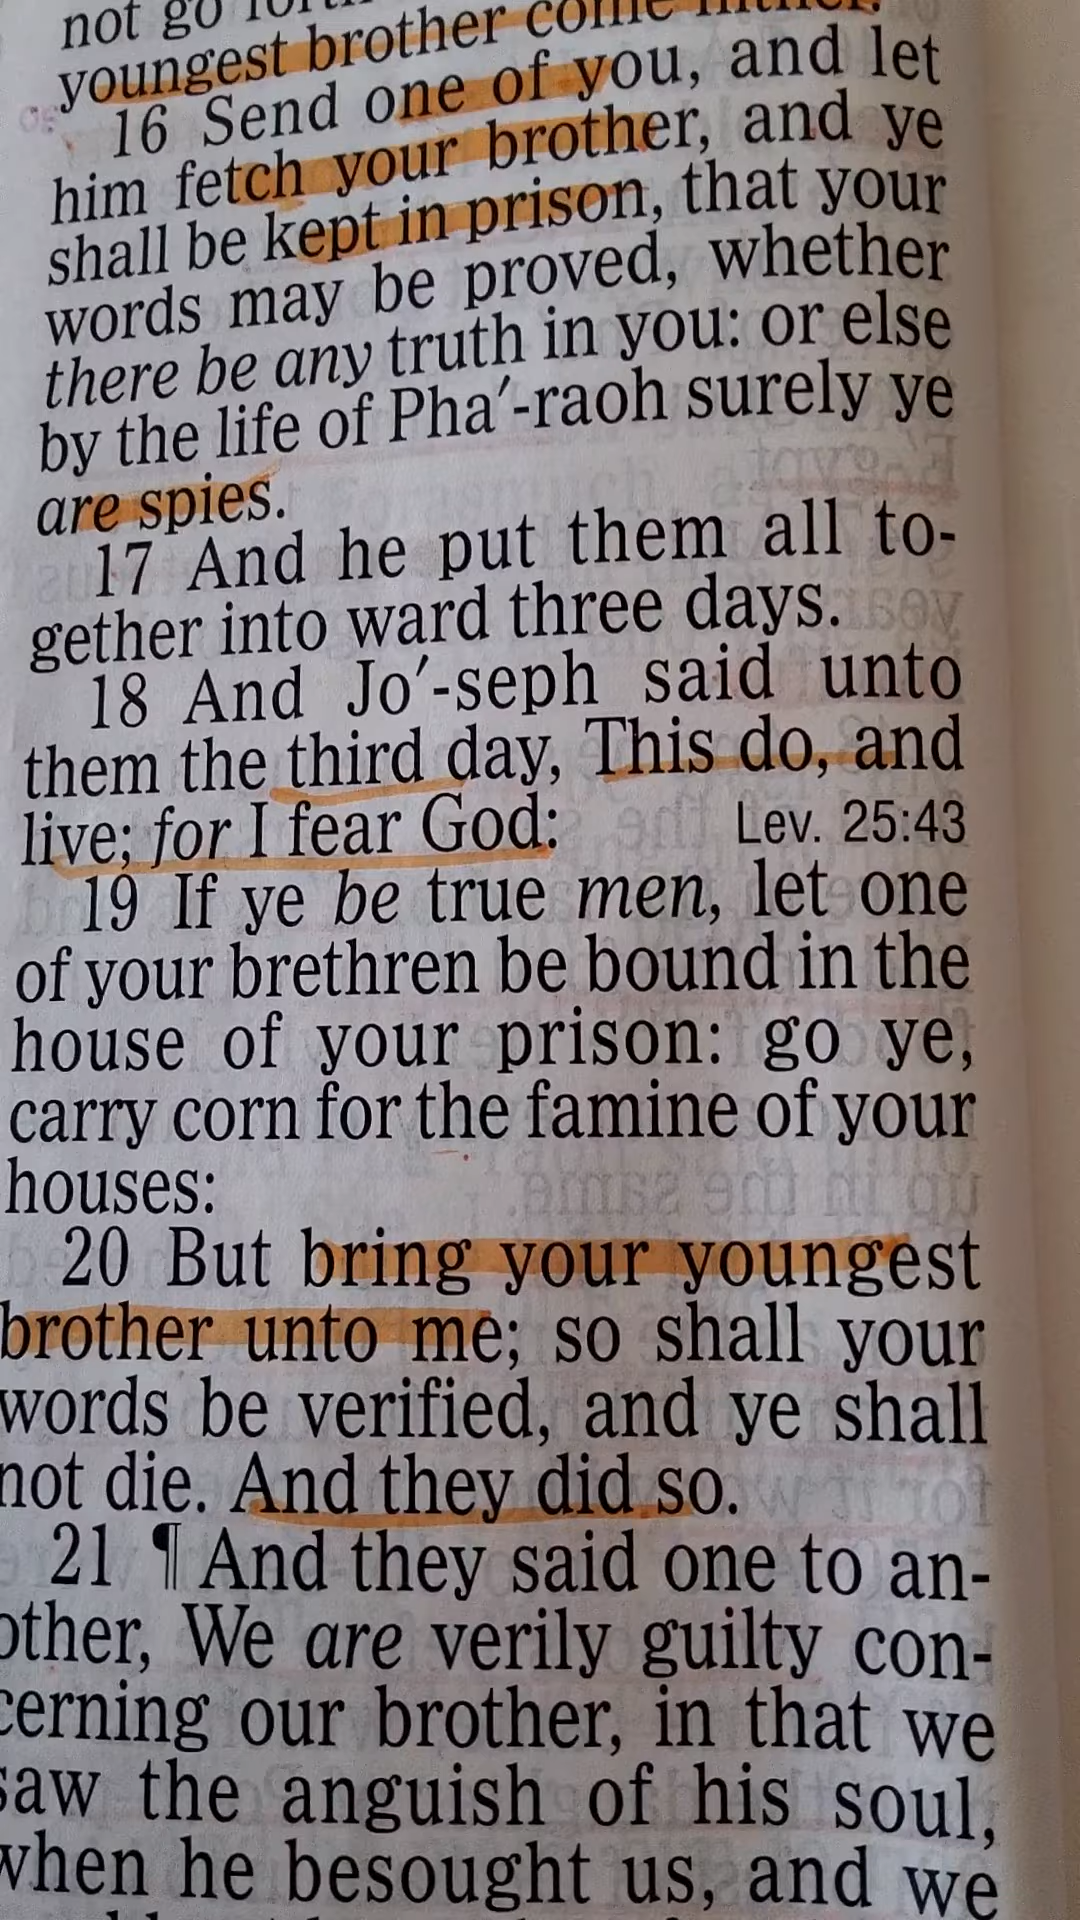 not go
youngest brother come hither.
16 Send one of you, and let
him fetch your brother, and ye
shall be kept in prison, that your
words may be proved, whether
there be any truth in you: or else
by the life of Pha′-raoh surely ye
are spies.
17 And he put them all to-
gether into ward three days.
18 And Jo′-seph said unto
them the third day, This do, and
live; for I fear God: Lev. 25:43
19 If ye be true men, let one
of your brethren be bound in the
house of your prison: go ye,
carry corn for the famine of your
houses:
20 But bring your youngest
brother unto me; so shall your
words be verified, and ye shall
not die. And they did so.
21 ¶ And they said one to an-
other, We are verily guilty con-
cerning our brother, in that we
saw the anguish of his soul,
when he besought us, and we